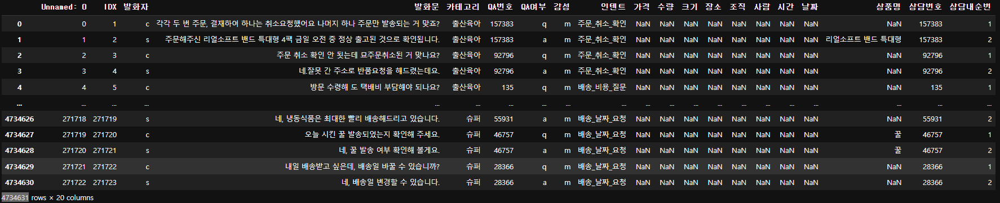 Unnamed: 0 IDX 발화자 발화문 카테고리 QA번호 QA여부 감성 인텐트 가격 수량 크기 장소 조직 사람 시간 날짜 상품명 상담번호 상담내순번
0 0 1 c 각각 두 번 주문, 결재하여 하나는 취소요청했어요 나머지 하나 주문만 발송되는 거 맞죠? 출산육아 157383 q m 주문_취소_확인 NaN NaN NaN NaN NaN NaN NaN NaN NaN 157383 1
1 1 2 s 주문해주신 리얼소프트 밴드 특대형 4팩 금일 오전 중 정상 출고된 것으로 확인됩니다. 출산육아 157383 a m 주문_취소_확인 NaN NaN NaN NaN NaN NaN NaN NaN 리얼소프트 밴드 특대형 157383 2
2 2 3 c 주문 취소 확인 안 됫는데 묘주문취소된 거 맞나요? 출산육아 92796 q m 주문_취소_확인 NaN NaN NaN NaN NaN NaN NaN NaN NaN 92796 1
3 3 4 s 네.잘못 간 주소로 반품요청을 해드렸는데요. 출산육아 92796 a m 주문_취소_확인 NaN NaN NaN NaN NaN NaN NaN NaN NaN 92796 2
4 4 5 c 방문 수령해 도 택배비 부담해야 되나요? 출산육아 135 q m 배송_비용_질문 NaN NaN NaN NaN NaN NaN NaN NaN NaN 135 1
... ... ... ... ... ... ... ... ... ... ... ... ... ... ... ... ... ... ... ... ...
4734626 271718 271719 s 네, 냉동식품은 최대한 빨리 배송해드리고 있습니다. 슈퍼 55931 a m 배송_날짜_요청 NaN NaN NaN NaN NaN NaN NaN NaN NaN 55931 2
4734627 271719 271720 c 오늘 시킨 꿀 발송되었는지 확인해 주세요. 슈퍼 46757 q m 배송_날짜_요청 NaN NaN NaN NaN NaN NaN NaN NaN 꿀 46757 1
4734628 271720 271721 s 네, 꿀 발송 여부 확인해 볼게요. 슈퍼 46757 a m 배송_날짜_요청 NaN NaN NaN NaN NaN NaN NaN NaN 꿀 46757 2
4734629 271721 271722 c 내일 배송받고 싶은데, 배송일 바꿀 수 있습니까? 슈퍼 28366 q m 배송_날짜_요청 NaN NaN NaN NaN NaN NaN NaN NaN NaN 28366 1
4734630 271722 271723 s 네, 배송일 변경할 수 있습니다. 슈퍼 28366 a m 배송_날짜_요청 NaN NaN NaN NaN NaN NaN NaN NaN NaN 28366 2
4734631 rows × 20 columns